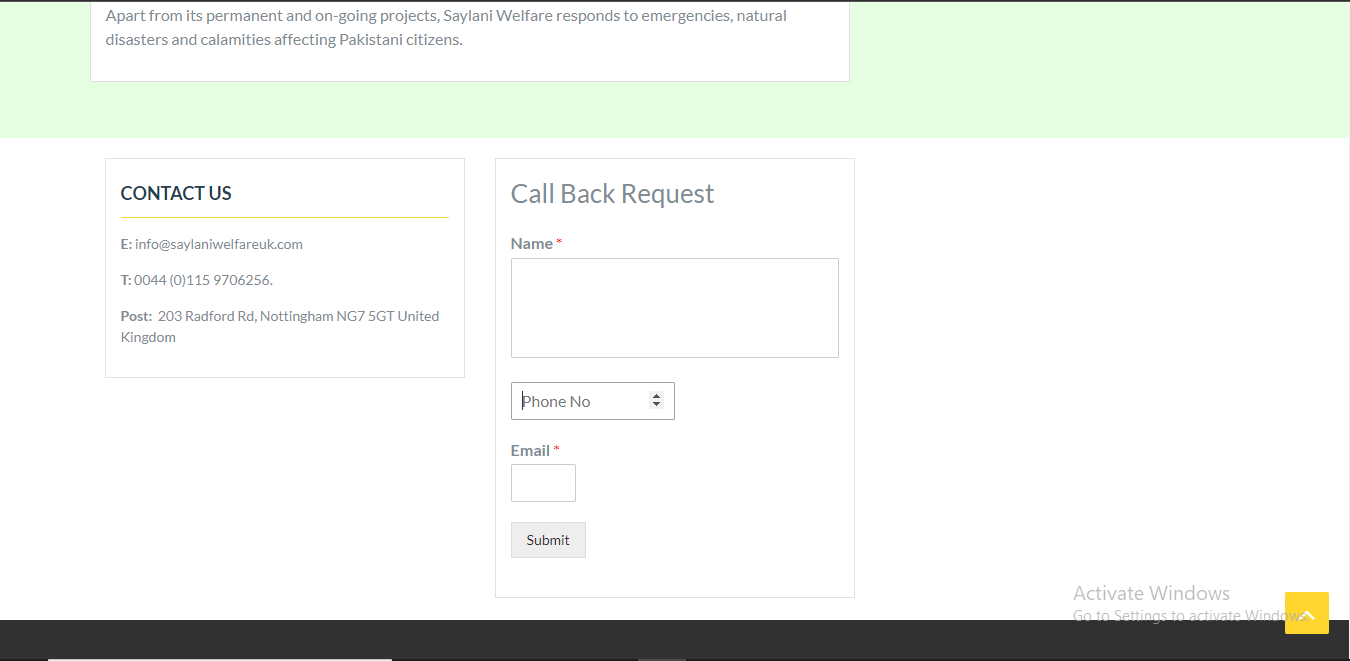 Apart from its permanent and on-going projects, Saylani Welfare responds to emergencies, natural
disasters and calamities affecting Pakistani citizens.
CONTACT US
E: info@saylaniwelfareuk.com
T: 0044 (0)115 9706256.
Post:  203 Radford Rd, Nottingham NG7 5GT United
Kingdom
Call Back Request
Name *
Phone No
Email *
Submit
Activate Windows
Go to Settings to activate Windows.